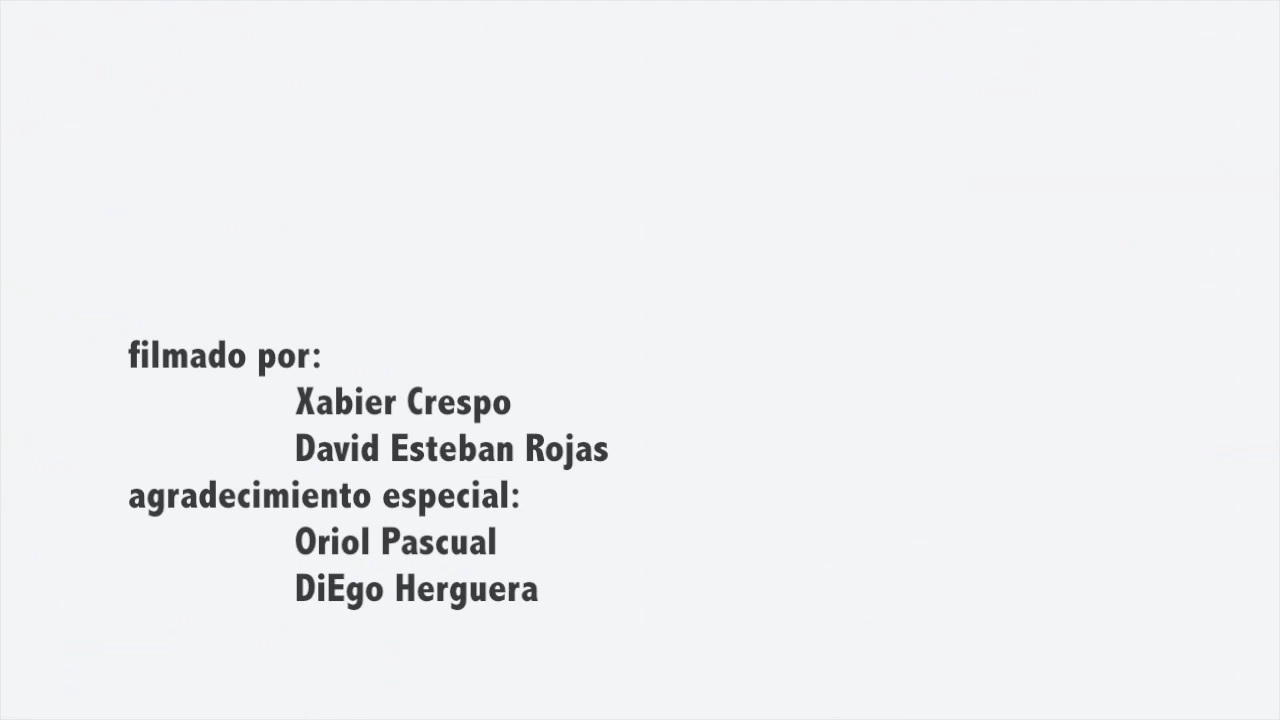 filmado por:
Xabier Crespo
David Esteban Rojas
agradecimiento especial:
Oriol Pascual
DiEgo Herguera